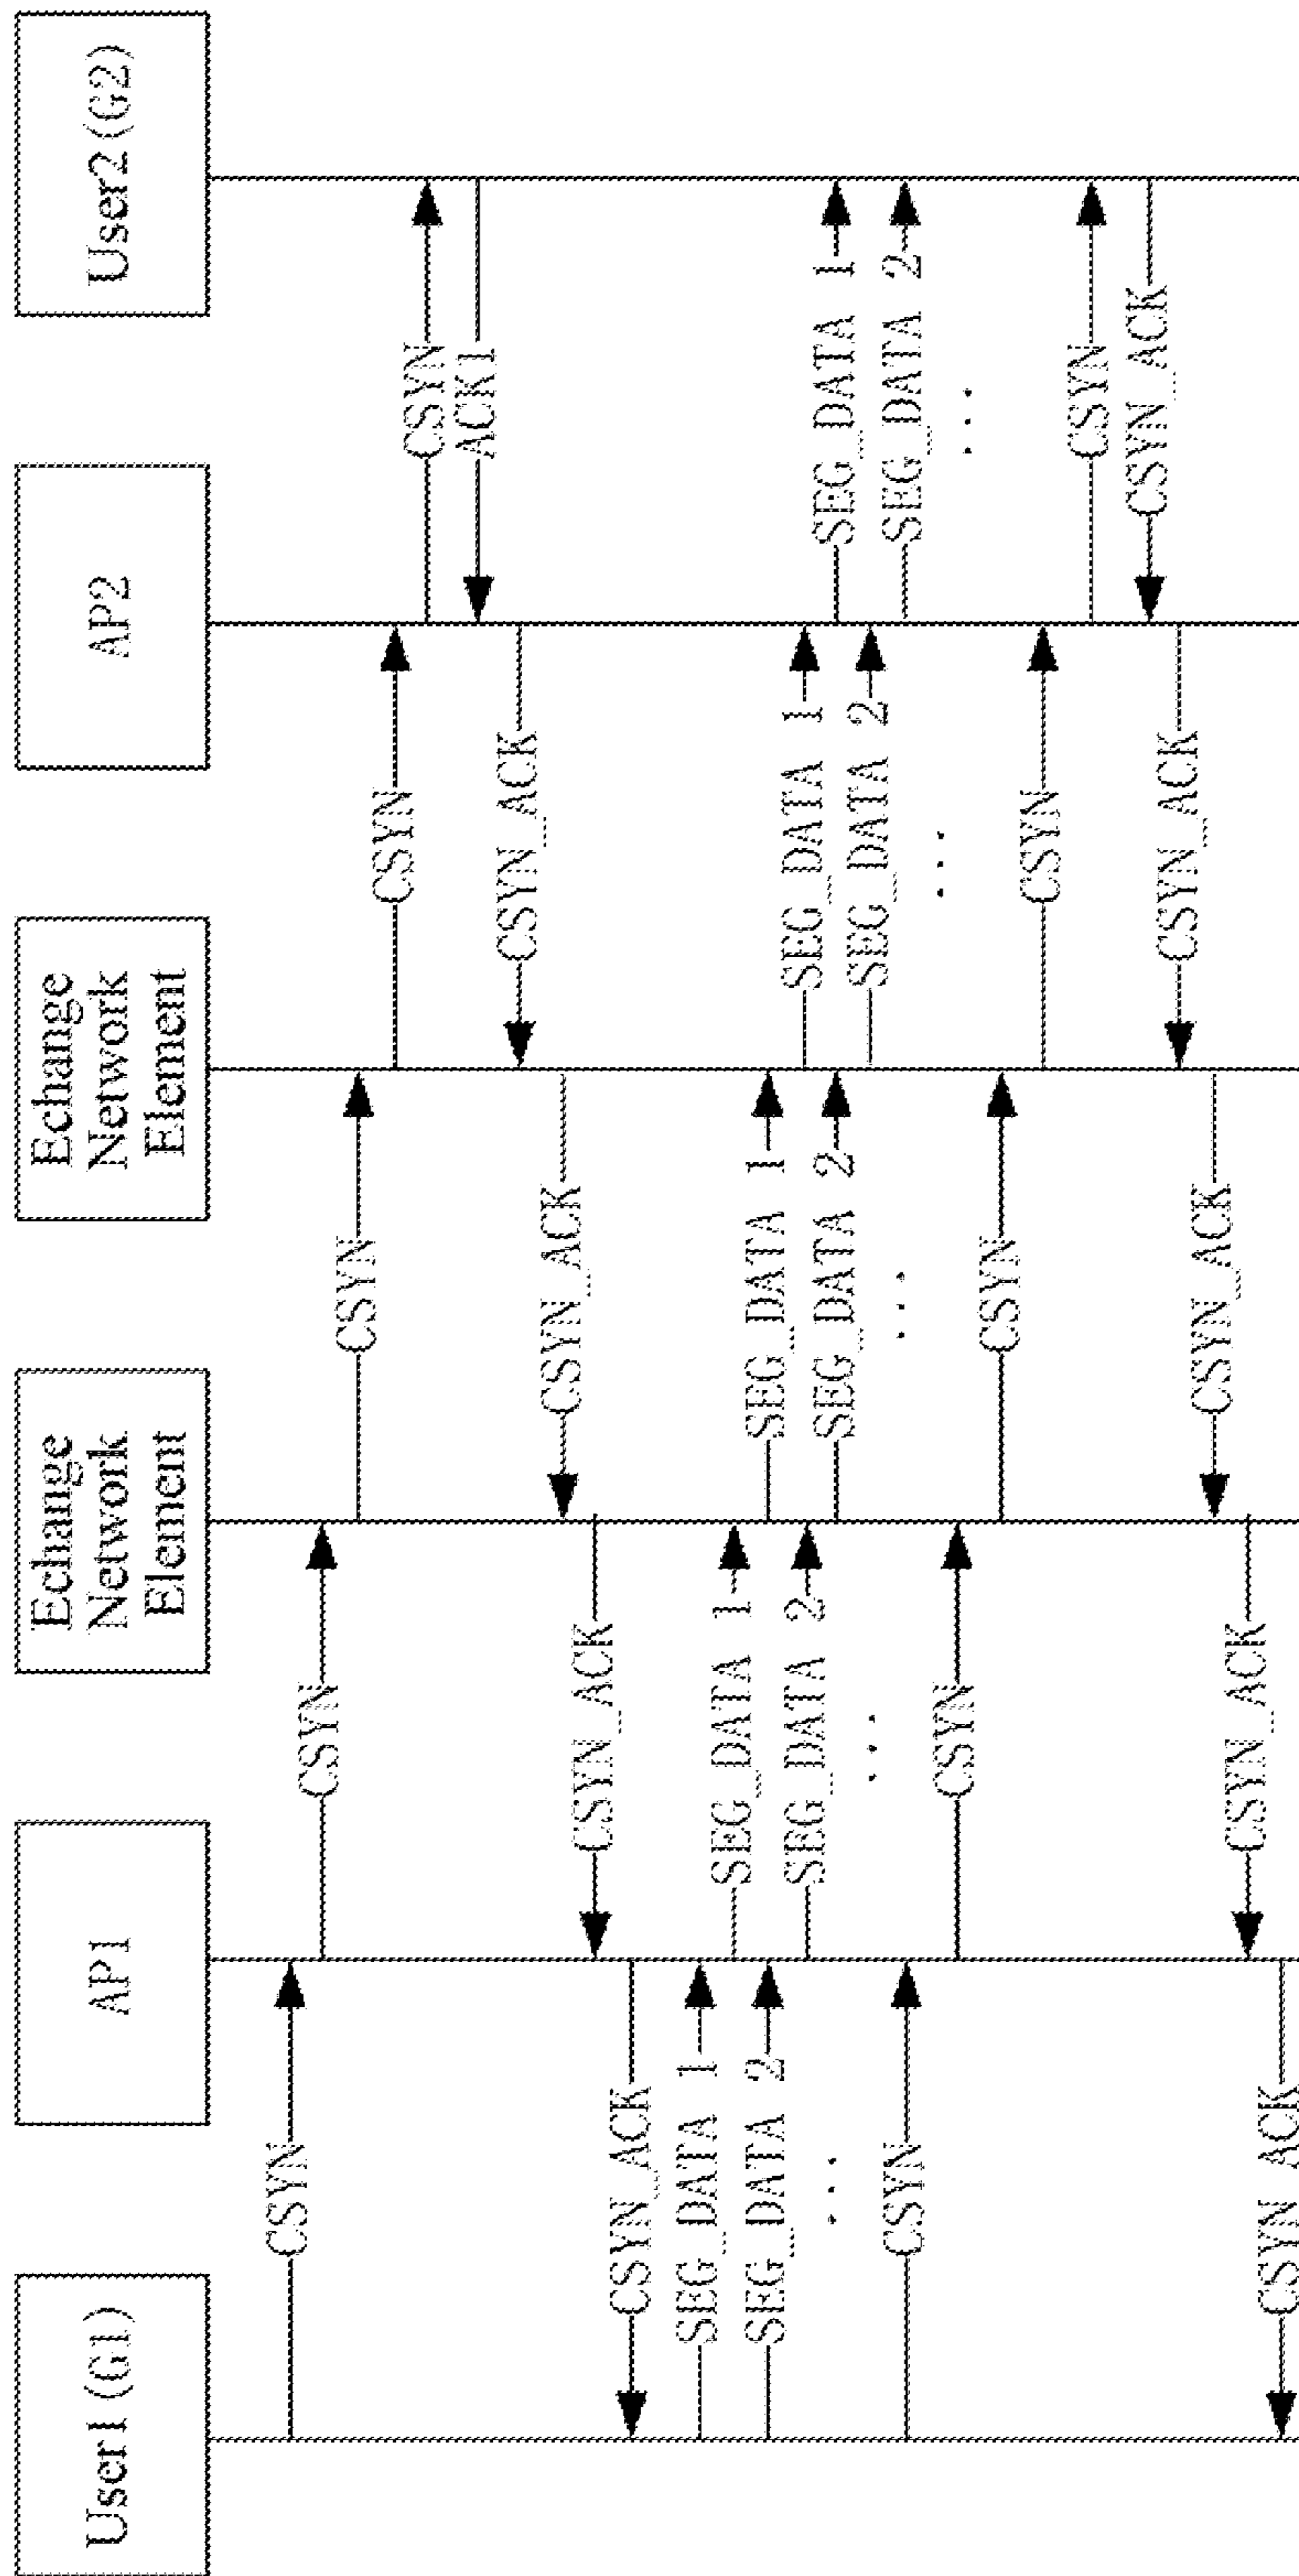 User1(G1)
AP1
Echange
Network
Element
Echange
Network
Element
AP2
User2(G2)
CSYN
CSYN
CSYN
CSYN
CSYN
ACK1
CSYN_ACK
CSYN_ACK
CSYN_ACK
CSYN_ACK
SEG_DATA 1
SEG_DATA 1
SEG_DATA 1
SEG_DATA 1
SEG_DATA 1
SEG_DATA 2
SEG_DATA 2
SEG_DATA 2
SEG_DATA 2
SEG_DATA 2
...
...
...
...
...
CSYN
CSYN
CSYN
CSYN
CSYN
CSYN_ACK
CSYN_ACK
CSYN_ACK
CSYN_ACK
CSYN_ACK